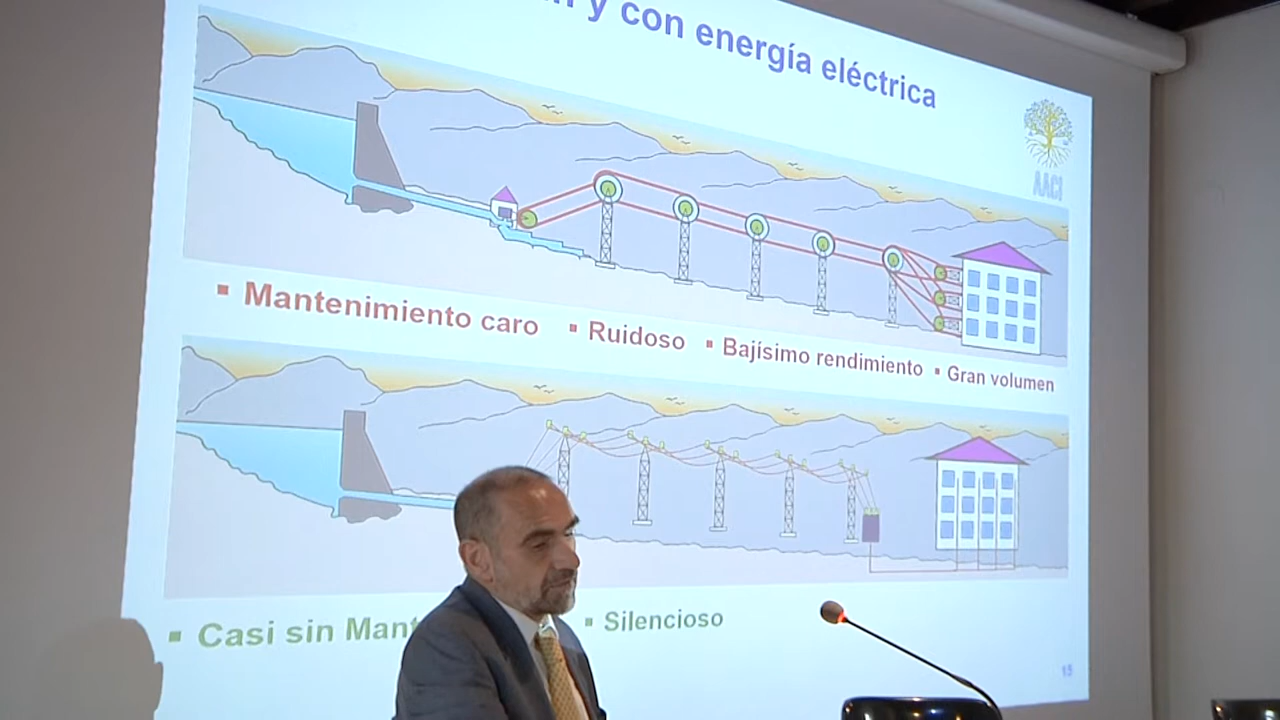 y con energía eléctrica
AACI
▪ Mantenimiento caro ▪ Ruidoso ▪ Bajísimo rendimiento ▪ Gran volumen
▪ Casi sin Mant ▪ Silencioso
15